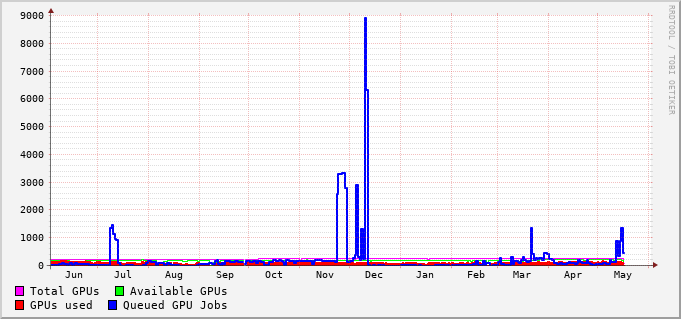 RRDTOOL / TOBI OETIKER
9000
8000
7000
6000
5000
4000
3000
2000
1000
0
Jun Jul Aug Sep Oct Nov Dec Jan Feb Mar Apr May
Total GPUs Available GPUs
GPUs used Queued GPU Jobs